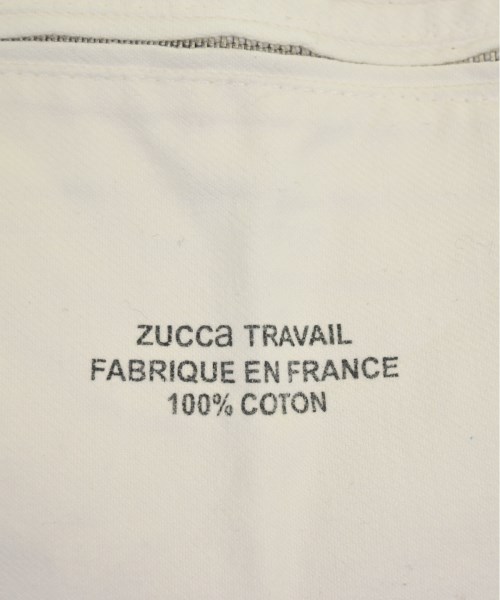 zucca TRAVAIL
FABRIQUE EN FRANCE
100% COTON